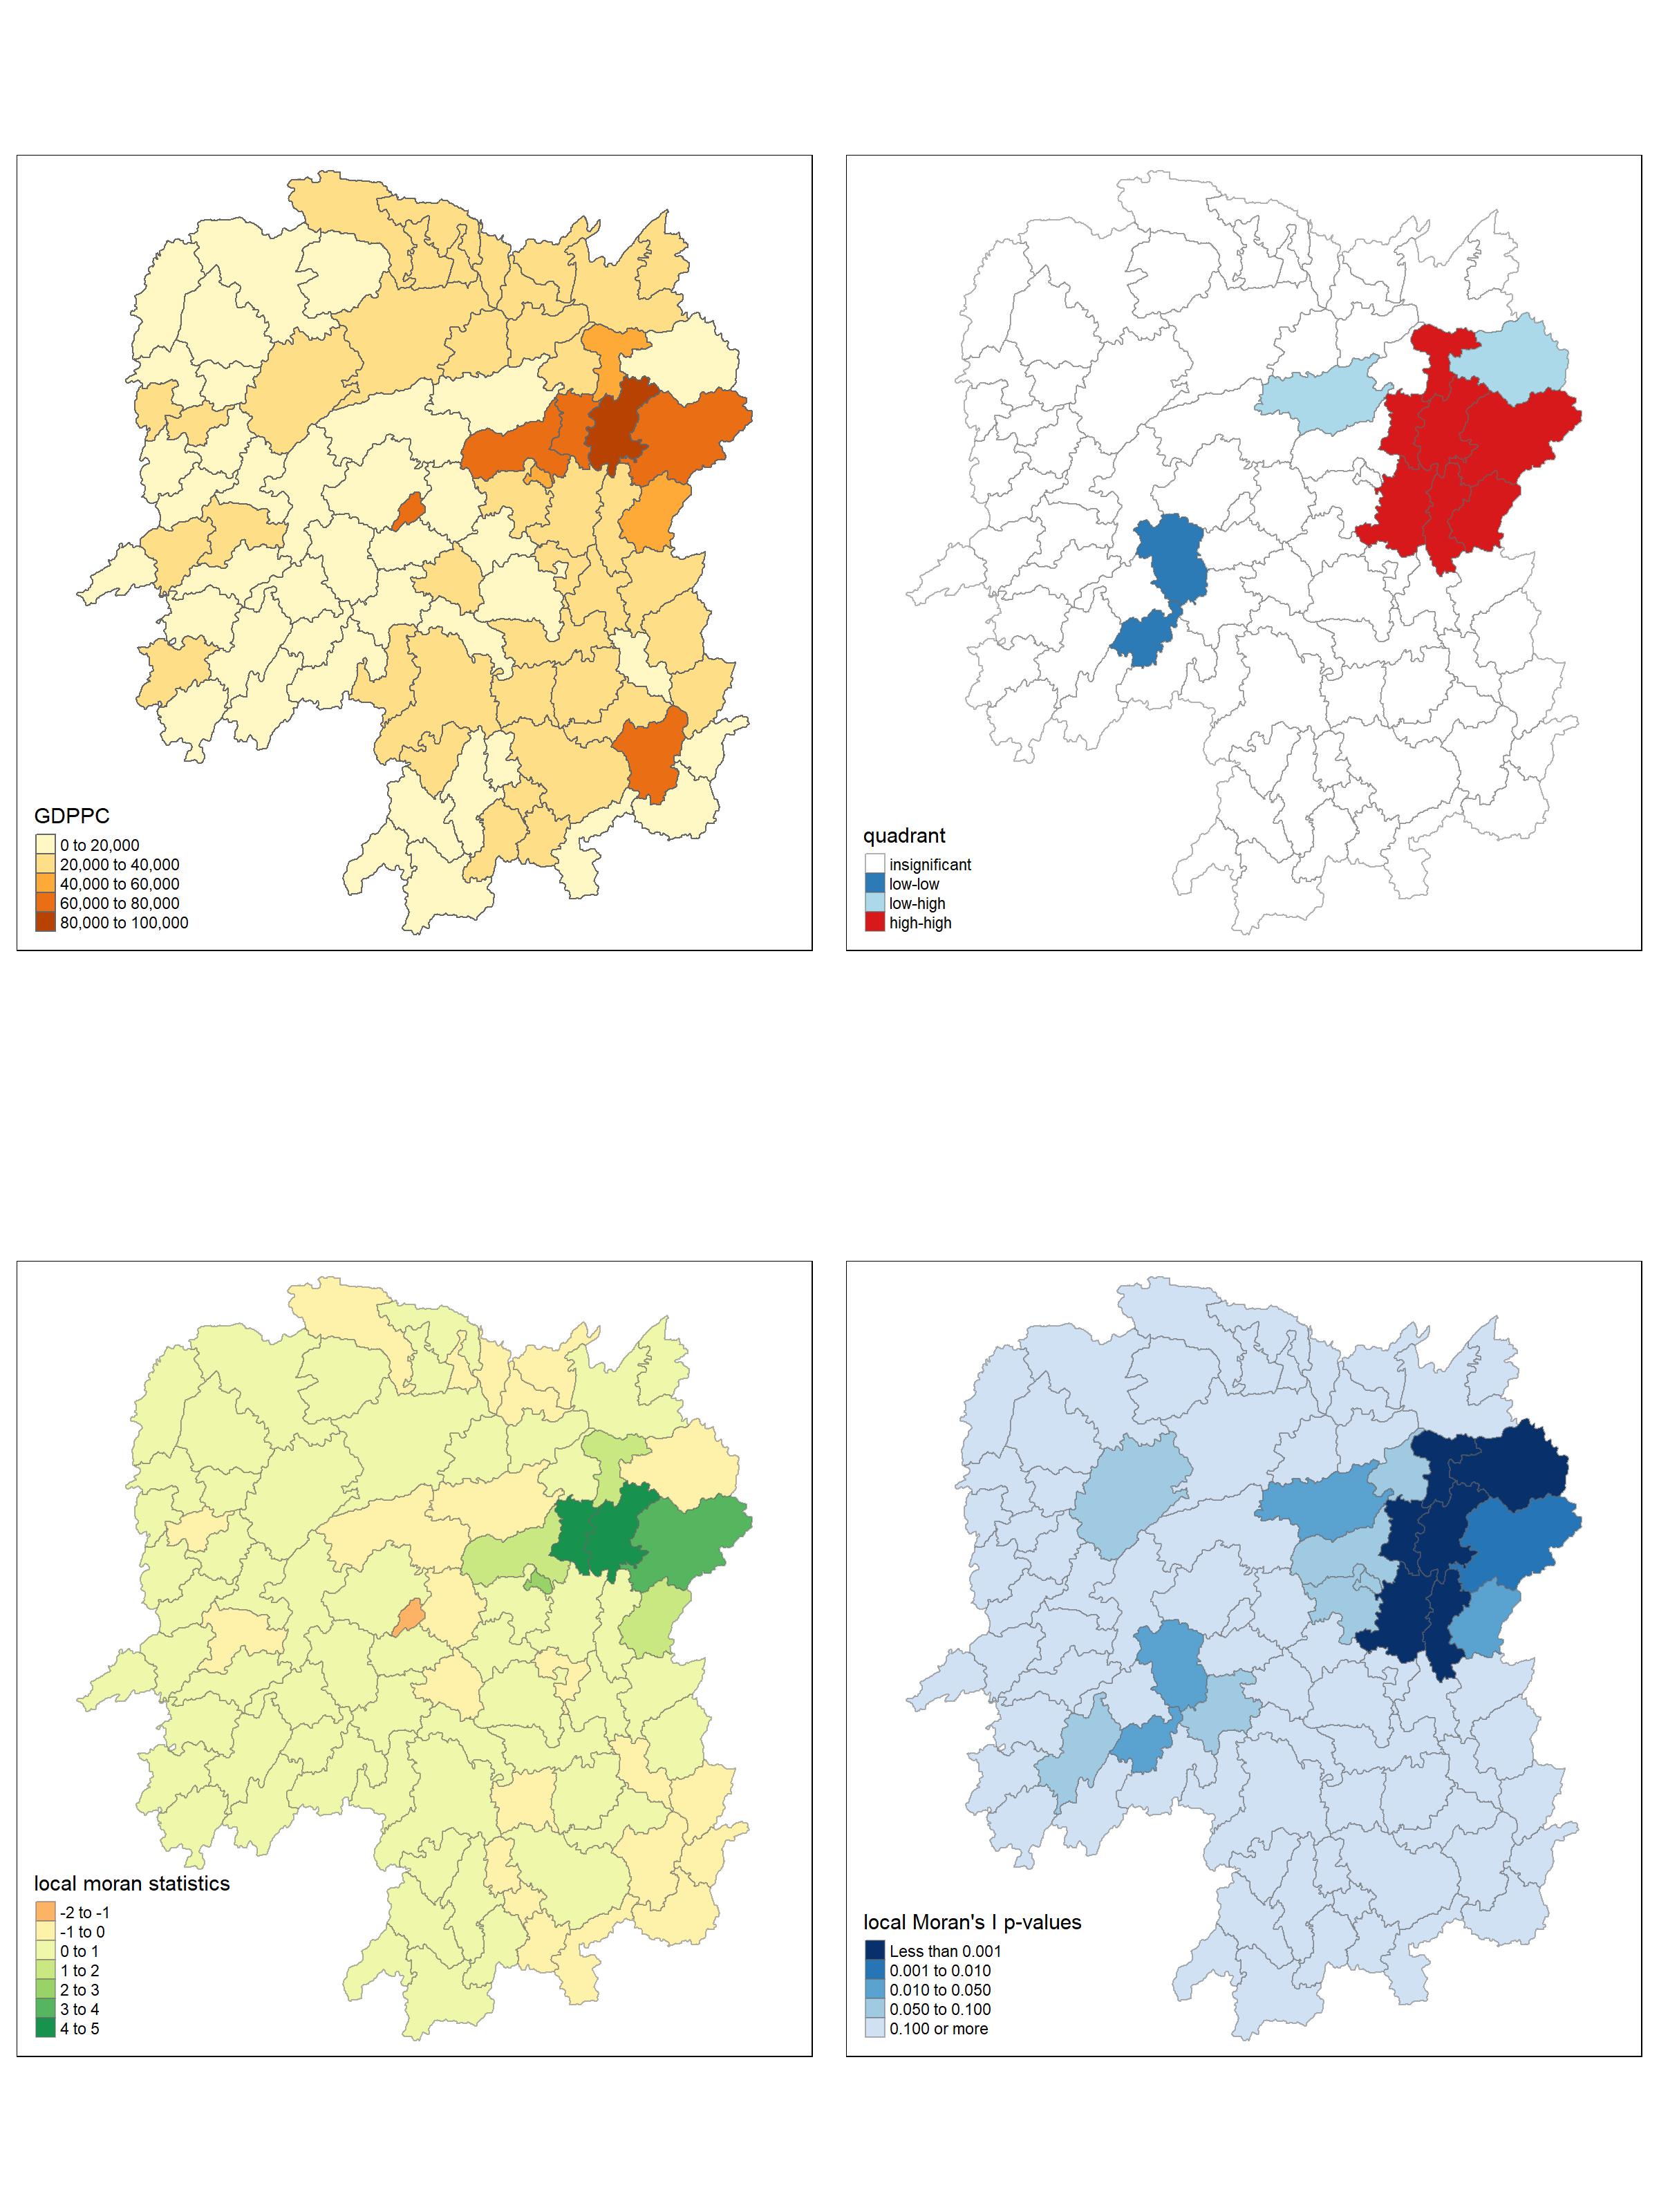 GDPPC
0 to 20,000
20,000 to 40,000
40,000 to 60,000
60,000 to 80,000
80,000 to 100,000
quadrant
insignificant
low-low
low-high
high-high
local moran statistics
-2 to -1
-1 to 0
0 to 1
1 to 2
2 to 3
3 to 4
4 to 5
local Moran's I p-values
Less than 0.001
0.001 to 0.010
0.010 to 0.050
0.050 to 0.100
0.100 or more